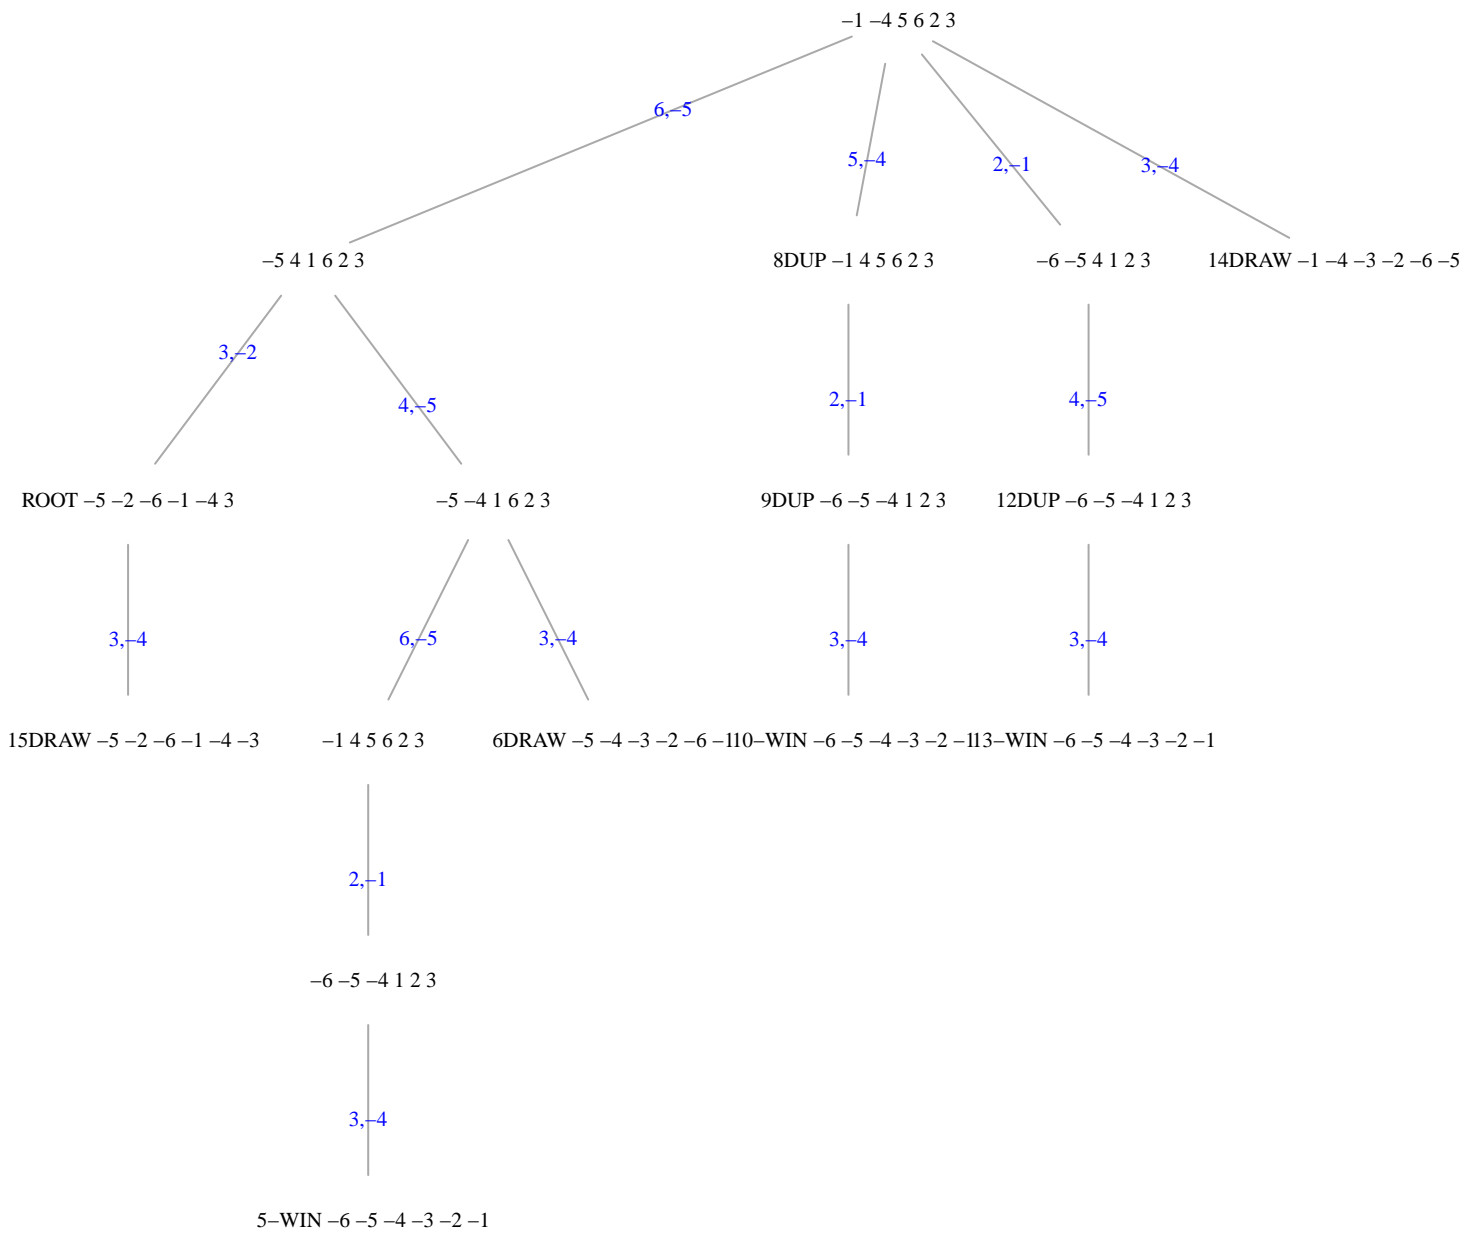 –1 –4 5 6 2 3
6,–5
5,–4
2,–1
3,–4
–5 4 1 6 2 3
8DUP –1 4 5 6 2 3
–6 –5 4 1 2 3
14DRAW –1 –4 –3 –2 –6 –5
3,–2
4,–5
2,–1
4,–5
ROOT –5 –2 –6 –1 –4 3
–5 –4 1 6 2 3
9DUP –6 –5 –4 1 2 3
12DUP –6 –5 –4 1 2 3
3,–4
6,–5
3,–4
3,–4
3,–4
15DRAW –5 –2 –6 –1 –4 –3
–1 4 5 6 2 3
6DRAW –5 –4 –3 –2 –6 –1
10–WIN –6 –5 –4 –3 –2 –1
13–WIN –6 –5 –4 –3 –2 –1
2,–1
–6 –5 –4 1 2 3
3,–4
5–WIN –6 –5 –4 –3 –2 –1